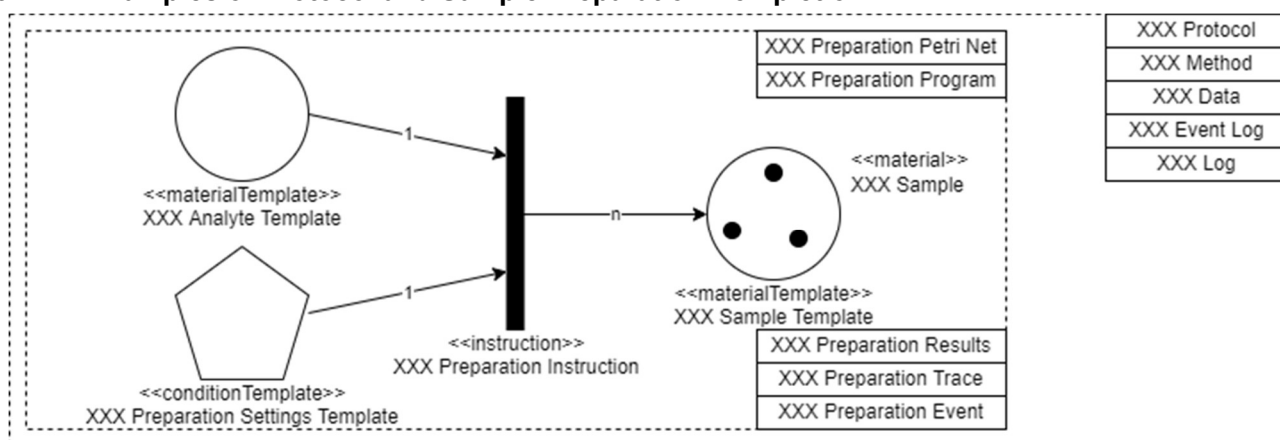 XXX Preparation Petri Net
XXX Preparation Program
XXX Protocol
XXX Method
XXX Data
XXX Event Log
XXX Log
1
<<materialTemplate>>
XXX Analyte Template
<<material>>
XXX Sample
n
1
<<materialTemplate>>
XXX Sample Template
<<instruction>>
XXX Preparation Instruction
<<conditionTemplate>>
XXX Preparation Settings Template
XXX Preparation Results
XXX Preparation Trace
XXX Preparation Event